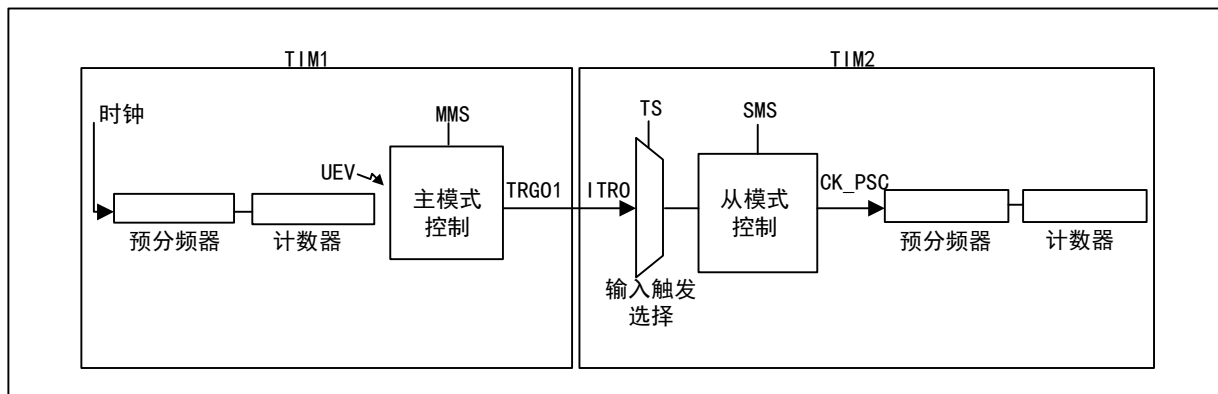 TIM1
TIM2
时钟
MMS
TS
SMS
UEV
主模式
控制
TRGO1
ITR0
从模式
控制
CK_PSC
预分频器
计数器
预分频器
计数器
输入触发
选择